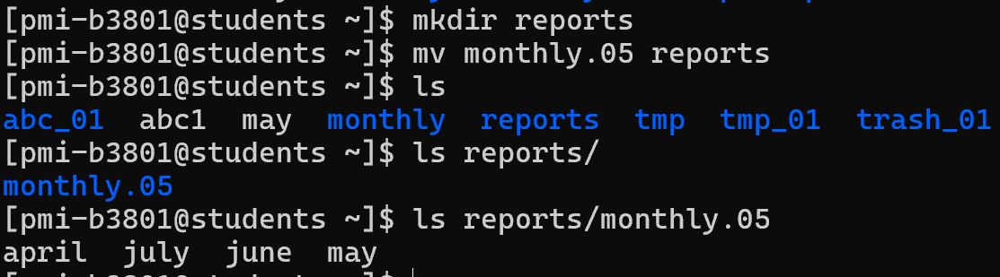 [pmi-b3801@students ~]$ mkdir reports
[pmi-b3801@students ~]$ mv monthly.05 reports
[pmi-b3801@students ~]$ ls
abc_01  abc1  may  monthly  reports  tmp  tmp_01  trash_01
[pmi-b3801@students ~]$ ls reports/
monthly.05
[pmi-b3801@students ~]$ ls reports/monthly.05
april  july  june  may